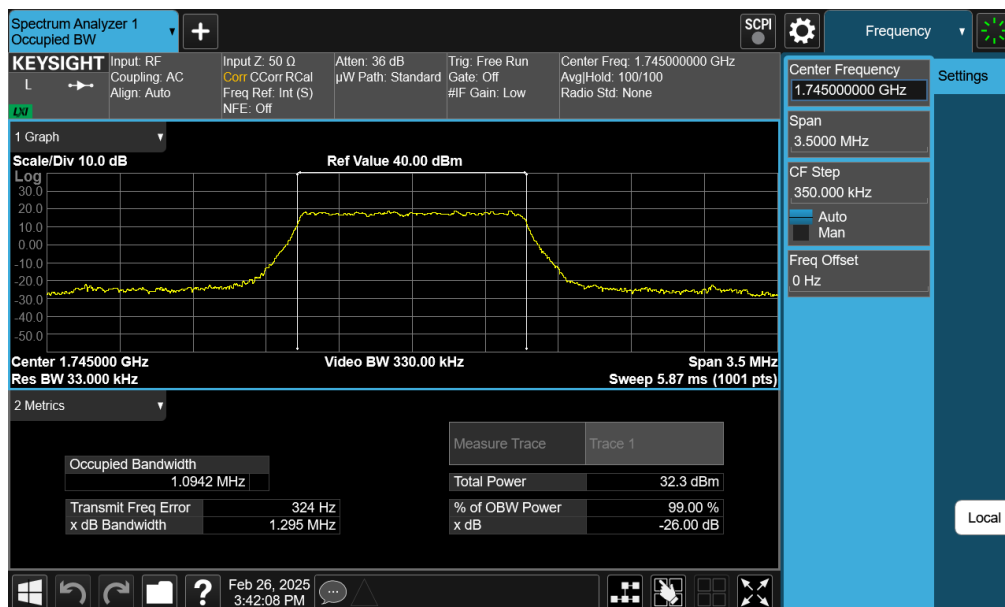 Spectrum Analyzer 1
Occupied BW
SCPI
Frequency
KEYSIGHT
L
LXI
Input: RF
Coupling: AC
Align: Auto
Input Z: 50 Ω
Corr CCorr RCal
Freq Ref: Int (S)
NFE: Off
Atten: 36 dB
µW Path: Standard
Trig: Free Run
Gate: Off
#IF Gain: Low
Center Freq: 1.745000000 GHz
Avg|Hold: 100/100
Radio Std: None
Center Frequency
1.745000000 GHz
Settings
Span
3.5000 MHz
CF Step
350.000 kHz
Auto
Man
Freq Offset
0 Hz
1 Graph
Scale/Div 10.0 dB
Ref Value 40.00 dBm
Log
30.0
20.0
10.0
0.00
-10.0
-20.0
-30.0
-40.0
-50.0
Center 1.745000 GHz
Video BW 330.00 kHz
Span 3.5 MHz
Res BW 33.000 kHz
Sweep 5.87 ms (1001 pts)
2 Metrics
Measure Trace
Trace 1
Occupied Bandwidth
1.0942 MHz
Total Power
32.3 dBm
Transmit Freq Error
324 Hz
% of OBW Power
99.00 %
x dB Bandwidth
1.295 MHz
x dB
-26.00 dB
Local
Feb 26, 2025
3:42:08 PM